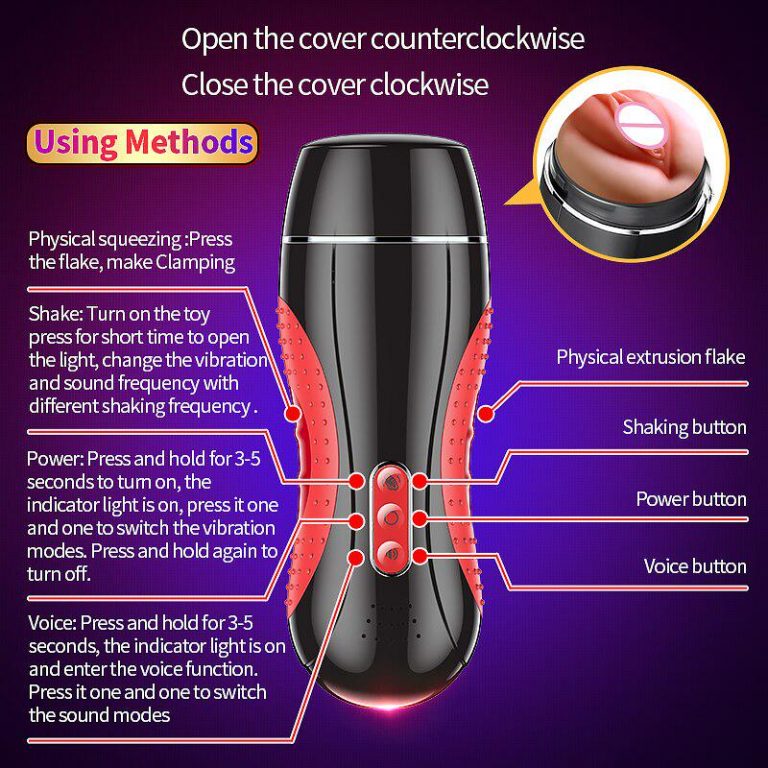 Open the cover counterclockwise
Close the cover clockwise
Using Methods
Physical squeezing :Press
the flake, make Clamping
Shake: Turn on the toy
press for short time to open
the light, change the vibration
and sound frequency with
different shaking frequency .
Power: Press and hold for 3-5
seconds to turn on, the
indicator light is on, press it one
and one to switch the vibration
modes. Press and hold again to
turn off.
Voice: Press and hold for 3-5
seconds, the indicator light is on
and enter the voice function.
Press it one and one to switch
the sound modes
Physical extrusion flake
Shaking button
Power button
Voice button